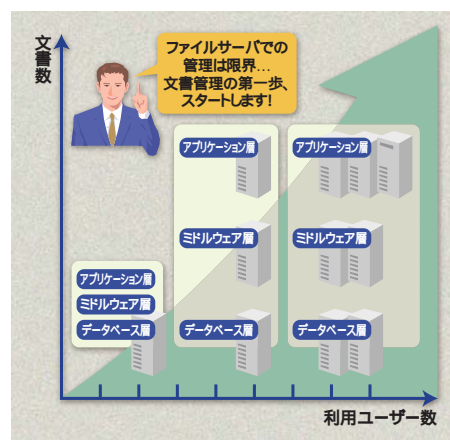 文書数
ファイルサーバでの
管理は限界…
文書管理の第一歩、
スタートします!
アプリケーション層
ミドルウェア層
データベース層
アプリケーション層
ミドルウェア層
データベース層
アプリケーション層
ミドルウェア層
データベース層
利用ユーザー数